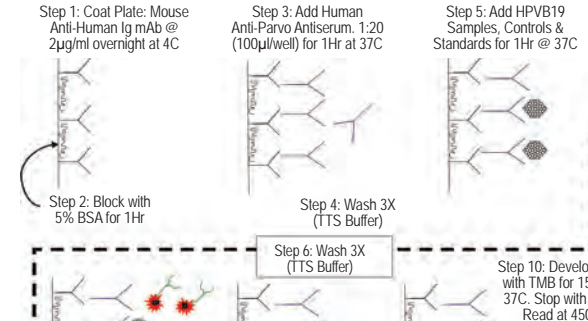 Step 1: Coat Plate: Mouse
Anti-Human Ig mAb @
2µg/ml overnight at 4C
Step 3: Add Human
Anti-Parvo Antiserum. 1:20
(100µl/well) for 1Hr at 37C
Step 5: Add HPVB19
Samples, Controls &
Standards for 1Hr @ 37C
Step 2: Block with
5% BSA for 1Hr
Step 4: Wash 3X
(TTS Buffer)
Step 6: Wash 3X
(TTS Buffer)
Step 10: Develo
with TMB for 1
37C. Stop with
Read at 45